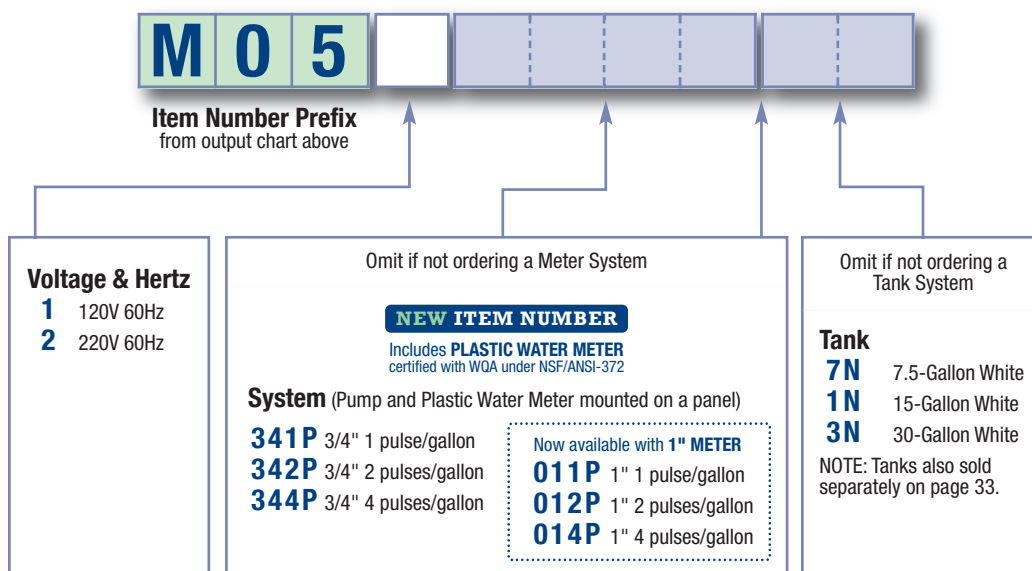 M 0 5
Item Number Prefix
from output chart above
Voltage & Hertz
1 120V 60Hz
2 220V 60Hz
Omit if not ordering a Meter System
NEW ITEM NUMBER
Includes PLASTIC WATER METER
certified with WQA under NSF/ANSI-372
System (Pump and Plastic Water Meter mounted on a panel)
341P 3/4" 1 pulse/gallon
342P 3/4" 2 pulses/gallon
344P 3/4" 4 pulses/gallon
Now available with 1" METER
011P 1" 1 pulse/gallon
012P 1" 2 pulses/gallon
014P 1" 4 pulses/gallon
Omit if not ordering a
Tank System
Tank
7N 7.5-Gallon White
1N 15-Gallon White
3N 30-Gallon White
NOTE: Tanks also sold
separately on page 33.